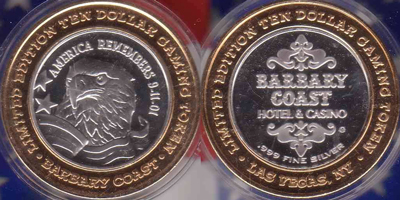 LIMITED EDITION TEN DOLLAR GAMING TOKEN
AMERICA REMEMBERS 9-11-01
• BARBARY COAST •
LIMITED EDITION TEN DOLLAR GAMING TOKEN
BARBARY
COAST
HOTEL & CASINO
.999 FINE SILVER
• LAS VEGAS, NV •